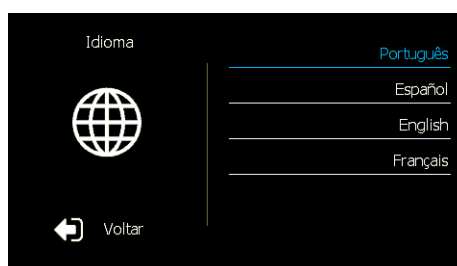 Idioma
Português
Español
English
Français
Voltar